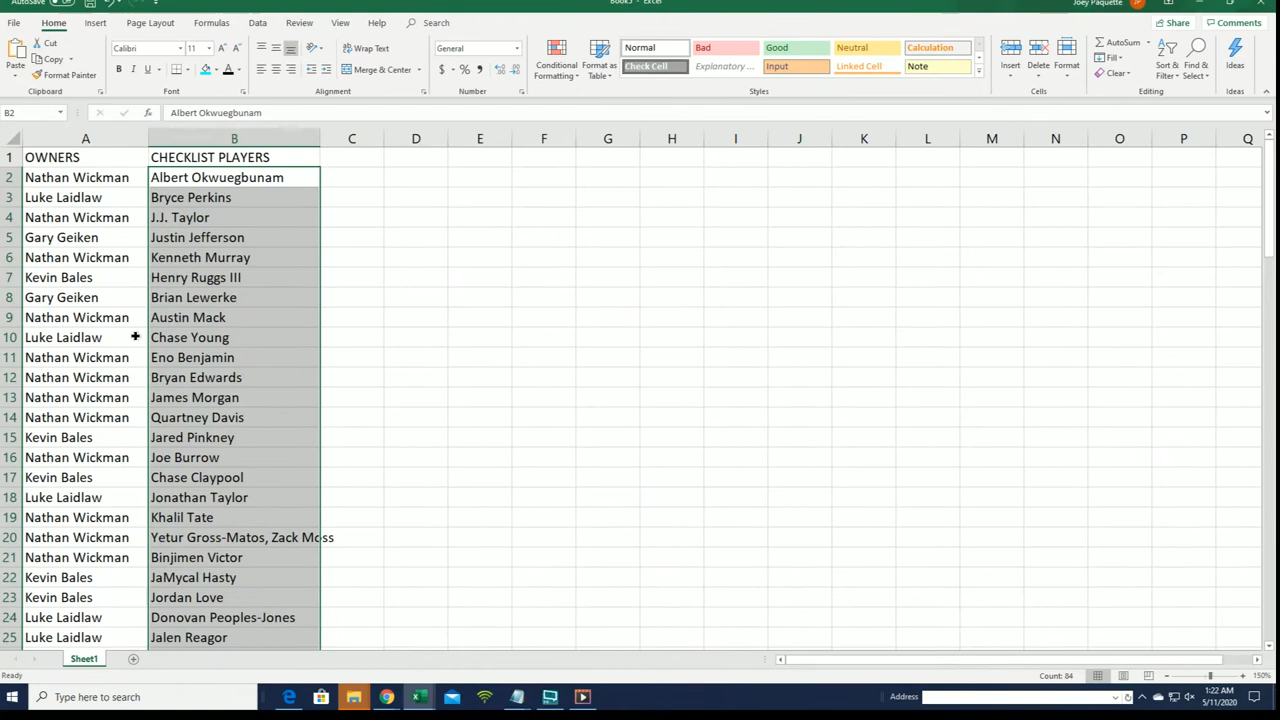 AutoSave Off Book3 - Excel Joey Paquette JP
File Home Insert Page Layout Formulas Data Review View Help Search Share Comments
Paste Cut Copy Format Painter Clipboard
Calibri 11 B I U A Font
Wrap Text Merge & Center Alignment
General $ % , Number
Conditional Formatting Format as Table
Normal Bad Good Neutral Calculation
Check Cell Explanatory ... Input Linked Cell Note
Styles
Insert Delete Format Cells
AutoSum Fill Clear Sort & Filter Find & Select Editing
Ideas Ideas
B2 fx Albert Okwuegbunam
A B C D E F G H I J K L M N O P Q
1 OWNERS CHECKLIST PLAYERS
2 Nathan Wickman Albert Okwuegbunam
3 Luke Laidlaw Bryce Perkins
4 Nathan Wickman J.J. Taylor
5 Gary Geiken Justin Jefferson
6 Nathan Wickman Kenneth Murray
7 Kevin Bales Henry Ruggs III
8 Gary Geiken Brian Lewerke
9 Nathan Wickman Austin Mack
10 Luke Laidlaw Chase Young
11 Nathan Wickman Eno Benjamin
12 Nathan Wickman Bryan Edwards
13 Nathan Wickman James Morgan
14 Nathan Wickman Quartney Davis
15 Kevin Bales Jared Pinkney
16 Nathan Wickman Joe Burrow
17 Kevin Bales Chase Claypool
18 Luke Laidlaw Jonathan Taylor
19 Nathan Wickman Khalil Tate
20 Nathan Wickman Yetur Gross-Matos, Zack Moss
21 Nathan Wickman Binjimen Victor
22 Kevin Bales JaMycal Hasty
23 Kevin Bales Jordan Love
24 Luke Laidlaw Donovan Peoples-Jones
25 Luke Laidlaw Jalen Reagor
Sheet1
Ready Count: 84 150%
Type here to search Address 1:22 AM
5/11/2020